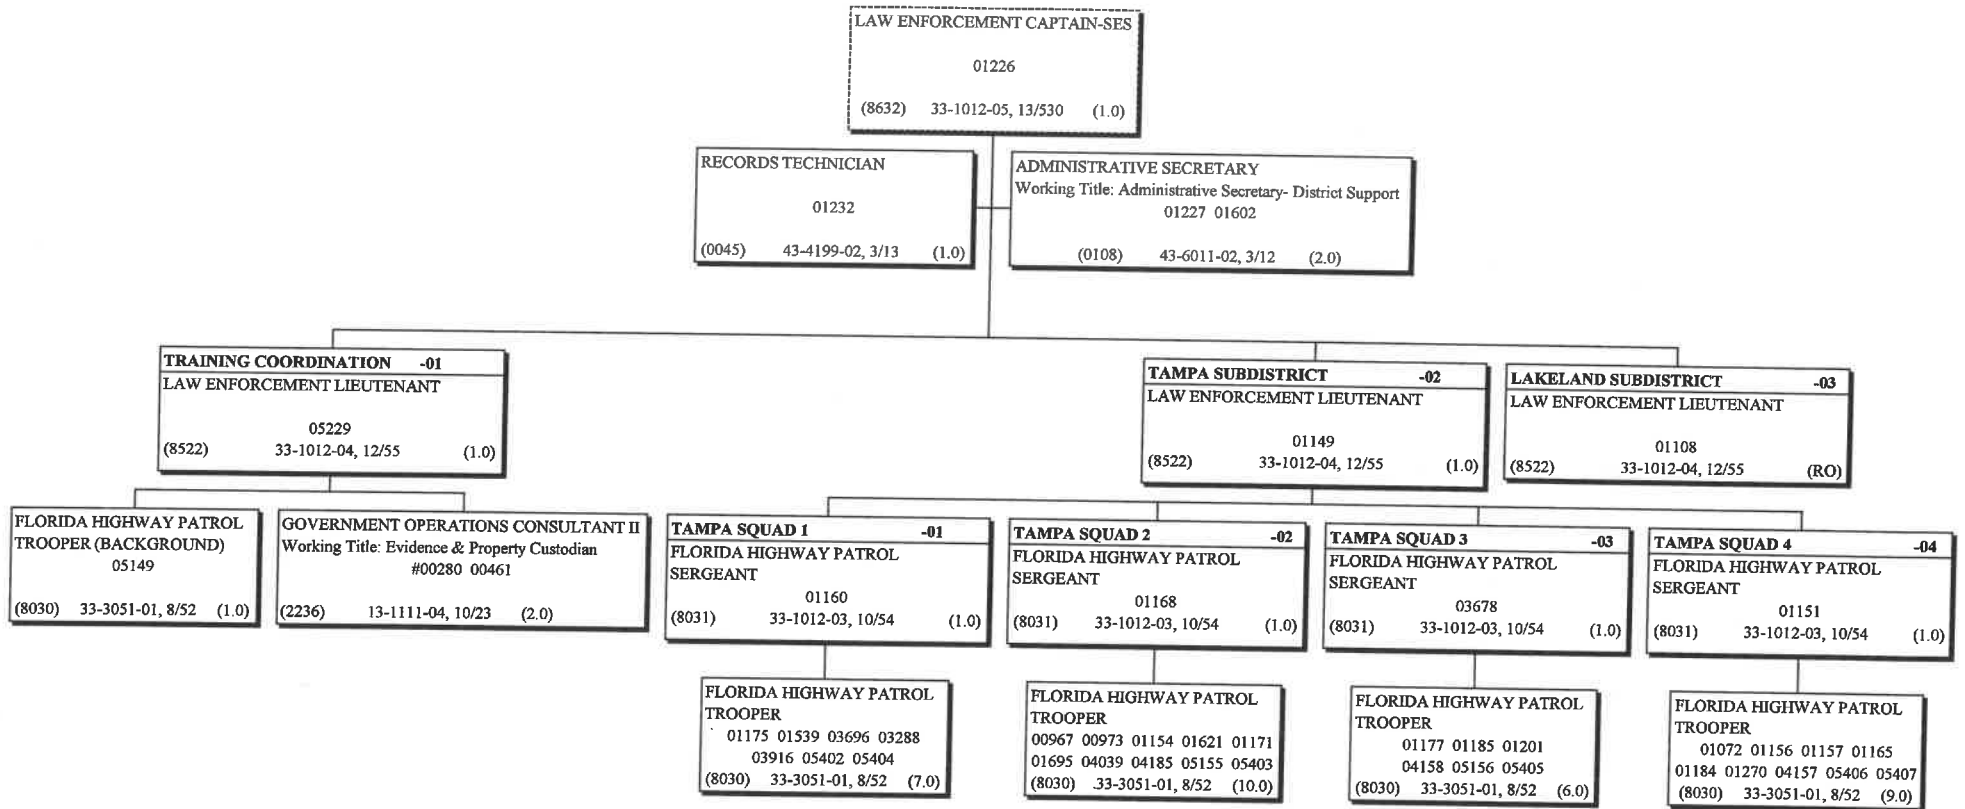 LAW ENFORCEMENT CAPTAIN-SES
01226
(8632) 33-1012-05, 13/530 (1.0)
RECORDS TECHNICIAN
01232
(0045) 43-4199-02, 3/13 (1.0)
ADMINISTRATIVE SECRETARY
Working Title: Administrative Secretary- District Support
01227 01602
(0108) 43-6011-02, 3/12 (2.0)
TRAINING COORDINATION -01
LAW ENFORCEMENT LIEUTENANT
05229
(8522) 33-1012-04, 12/55 (1.0)
TAMPA SUBDISTRICT -02
LAW ENFORCEMENT LIEUTENANT
01149
(8522) 33-1012-04, 12/55 (1.0)
LAKELAND SUBDISTRICT -03
LAW ENFORCEMENT LIEUTENANT
01108
(8522) 33-1012-04, 12/55 (RO)
FLORIDA HIGHWAY PATROL
TROOPER (BACKGROUND)
05149
(8030) 33-3051-01, 8/52 (1.0)
GOVERNMENT OPERATIONS CONSULTANT II
Working Title: Evidence & Property Custodian
#00280 00461
(2236) 13-1111-04, 10/23 (2.0)
TAMPA SQUAD 1 -01
FLORIDA HIGHWAY PATROL
SERGEANT
01160
(8031) 33-1012-03, 10/54 (1.0)
TAMPA SQUAD 2 -02
FLORIDA HIGHWAY PATROL
SERGEANT
01168
(8031) 33-1012-03, 10/54 (1.0)
TAMPA SQUAD 3 -03
FLORIDA HIGHWAY PATROL
SERGEANT
03678
(8031) 33-1012-03, 10/54 (1.0)
TAMPA SQUAD 4 -04
FLORIDA HIGHWAY PATROL
SERGEANT
01151
(8031) 33-1012-03, 10/54 (1.0)
FLORIDA HIGHWAY PATROL
TROOPER
01175 01539 03696 03288
03916 05402 05404
(8030) 33-3051-01, 8/52 (7.0)
FLORIDA HIGHWAY PATROL
TROOPER
00967 00973 01154 01621 01171
01695 04039 04185 05155 05403
(8030) 33-3051-01, 8/52 (10.0)
FLORIDA HIGHWAY PATROL
TROOPER
01177 01185 01201
04158 05156 05405
(8030) 33-3051-01, 8/52 (6.0)
FLORIDA HIGHWAY PATROL
TROOPER
01072 01156 01157 01165
01184 01270 04157 05406 05407
(8030) 33-3051-01, 8/52 (9.0)